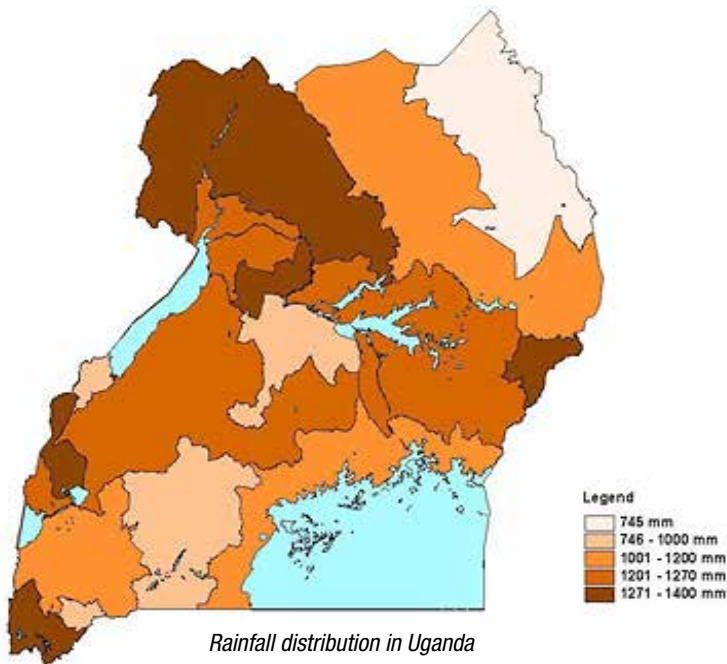 Legend
745 mm
746 - 1000 mm
1001 - 1200 mm
1201 - 1270 mm
1271 - 1400 mm
Rainfall distribution in Uganda